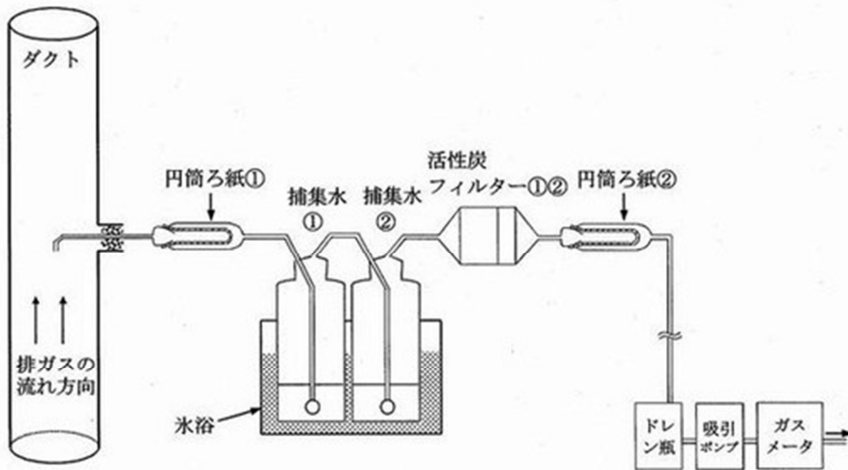 ダクト
円筒ろ紙①
捕集水
①
捕集水
②
活性炭
フィルター①②
円筒ろ紙②
排ガスの
流れ方向
氷浴
ドレ
ン瓶
吸引
ポンプ
ガス
メータ